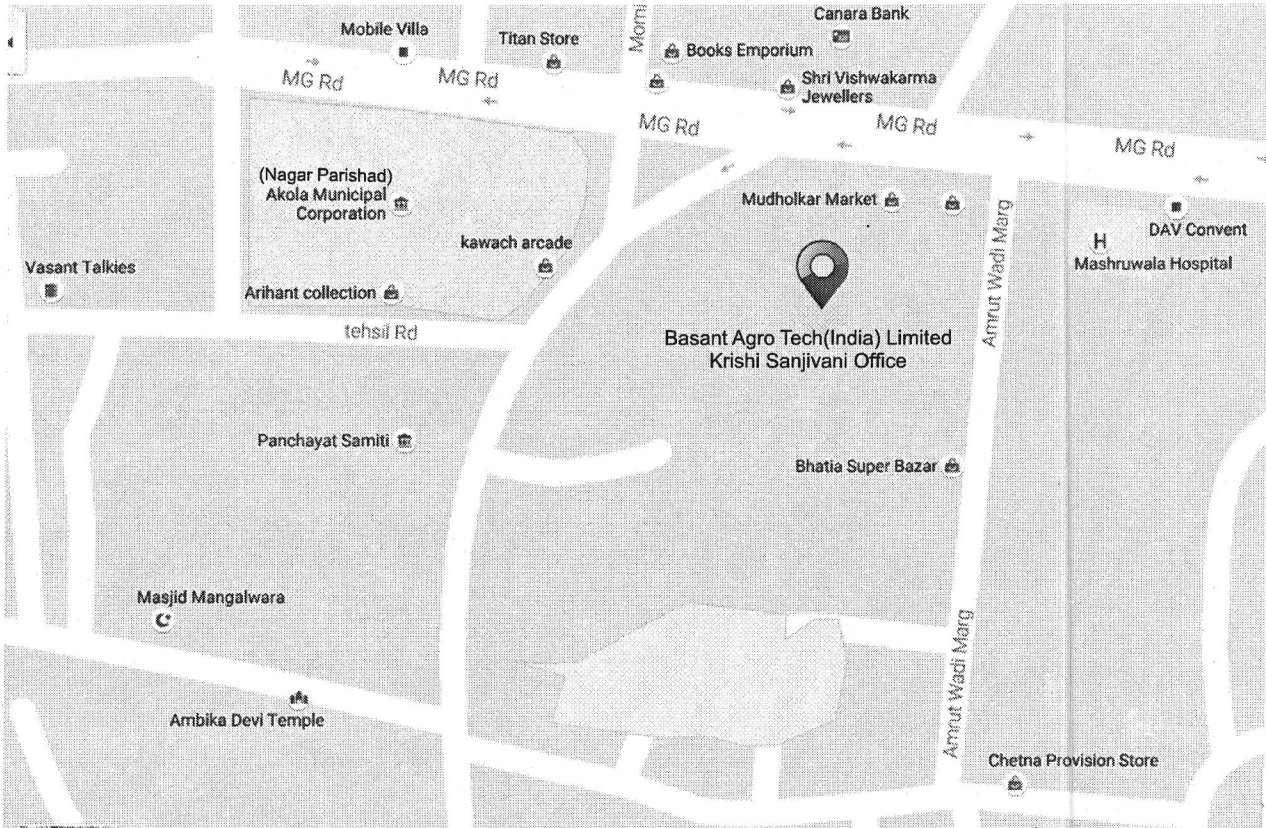 Canara Bank
Mobile Villa
Titan Store
Momi
Books Emporium
Shri Vishwakarma
Jewellers
MG Rd
MG Rd
MG Rd
MG Rd
MG Rd
(Nagar Parishad)
Akola Municipal
Corporation
Mudholkar Market
Amrut Wadi Marg
DAV Convent
H
Mashruwala Hospital
kawach arcade
Vasant Talkies
Arihant collection
tehsil Rd
Basant Agro Tech(India) Limited
Krishi Sanjivani Office
Panchayat Samiti
Bhatia Super Bazar
Masjid Mangalwara
Amrut Wadi Marg
Ambika Devi Temple
Chetna Provision Store